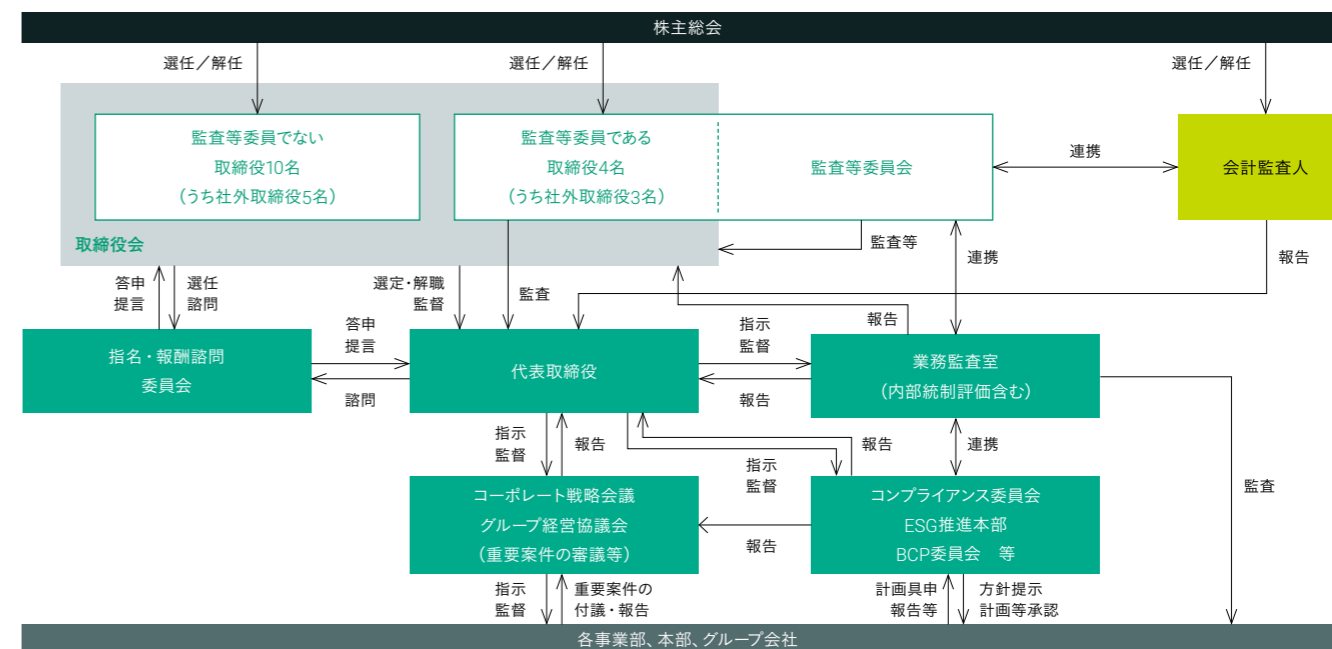 株主総会
選任／解任
選任／解任
選任／解任
監査等委員でない
取締役10名
（うち社外取締役5名）
監査等委員である
取締役4名
（うち社外取締役3名）
監査等委員会
連携
会計監査人
取締役会
監査等
連携
報告
答申
提言
選任
諮問
選定・解職
監督
監査
報告
指名・報酬諮問
委員会
答申
提言
諮問
代表取締役
指示
監督
報告
業務監査室
（内部統制評価含む）
指示
監督
報告
報告
指示
監督
連携
監査
コーポレート戦略会議
グループ経営協議会
（重要案件の審議等）
報告
コンプライアンス委員会
ESG推進本部
BCP委員会　等
指示
監督
重要案件の
付議・報告
計画具申
報告等
方針提示
計画等承認
各事業部、本部、グループ会社